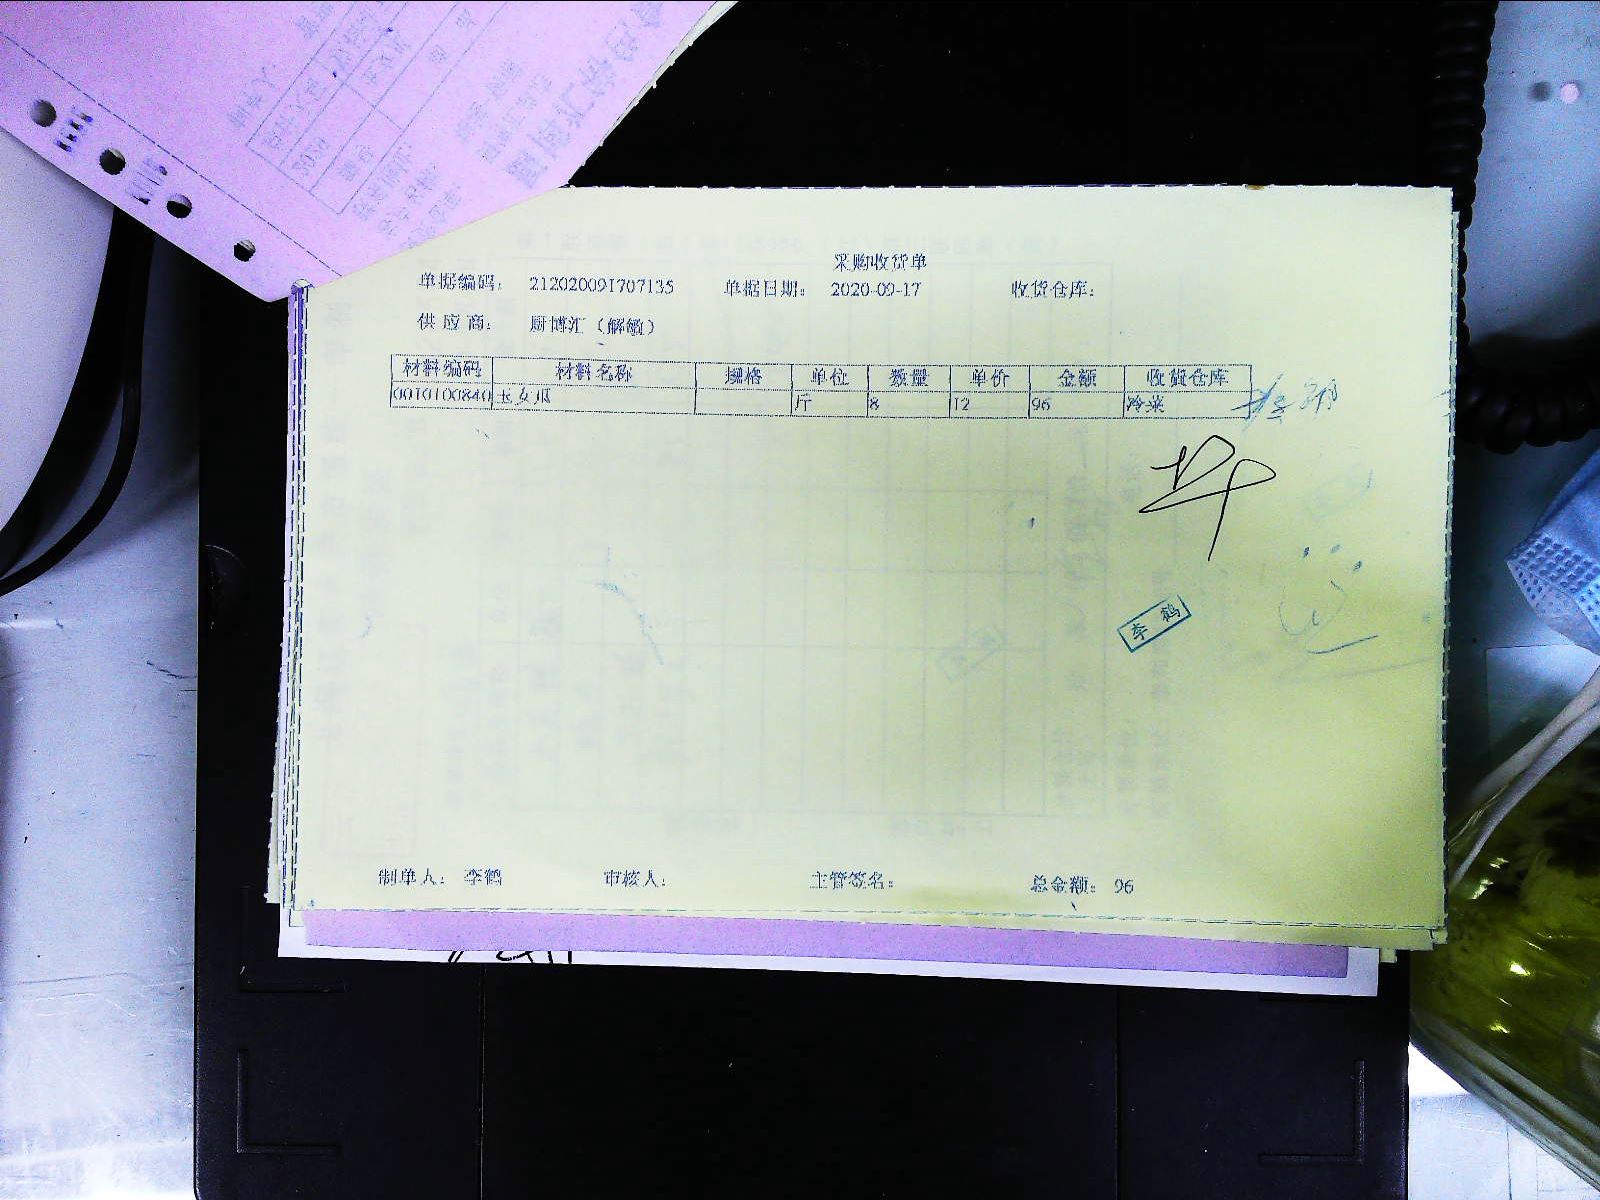 采购收货单
单据编码： 212020091707135 单据日期： 2020-09-17 收货仓库：
供应商： 厨博汇（解敏）
材料编码 材料名称 规格 单位 数量 单价 金额 收货仓库
0010100840 玉女瓜 斤 8 12 96 冷菜
李鹤
制单人： 李鹤 审核人： 主管签名： 总金额： 96